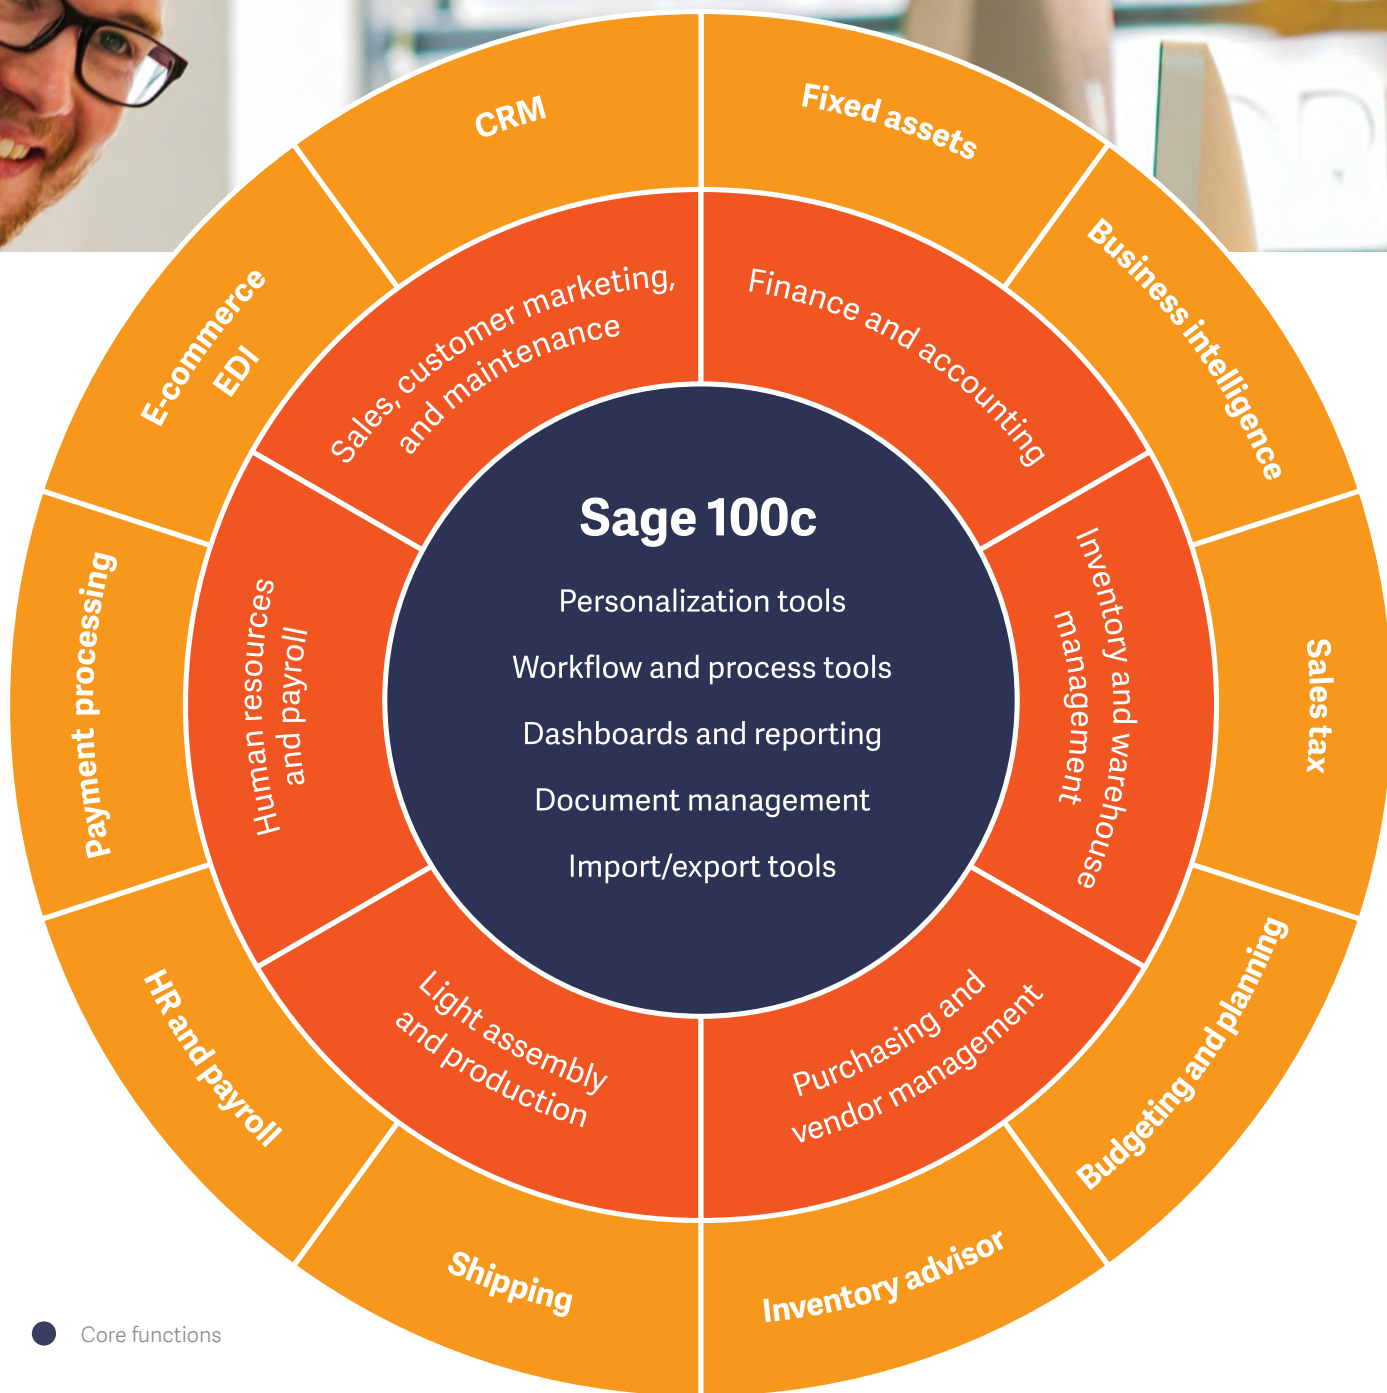 CRM
Fixed assets
Business intelligence
Sales tax
Budgeting and planning
Inventory advisor
Shipping
HR and payroll
Payment processing
E-commerce
EDI
Sales, customer marketing,
and maintenance
Finance and accounting
Inventory and warehouse
management
Purchasing and
vendor management
Light assembly
and production
Human resources
and payroll
Sage 100c
Personalization tools
Workflow and process tools
Dashboards and reporting
Document management
Import/export tools
Core functions